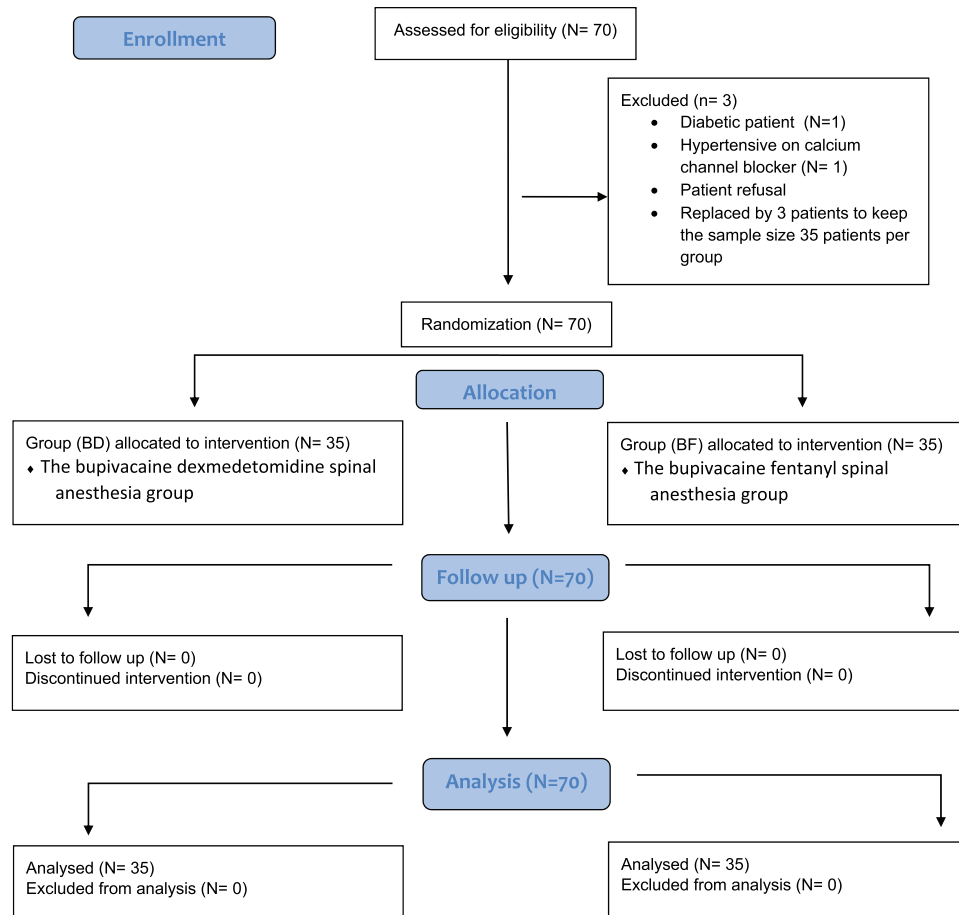 Enrollment
Assessed for eligibility (N= 70)
Excluded (n= 3)
• Diabetic patient (N=1)
• Hypertensive on calcium
channel blocker (N= 1)
• Patient refusal
• Replaced by 3 patients to keep
the sample size 35 patients per
group
Randomization (N= 70)
Allocation
Group (BD) allocated to intervention (N= 35)
♦ The bupivacaine dexmedetomidine spinal
anesthesia group
Group (BF) allocated to intervention (N= 35)
♦ The bupivacaine fentanyl spinal
anesthesia group
Follow up (N=70)
Lost to follow up (N= 0)
Discontinued intervention (N= 0)
Lost to follow up (N= 0)
Discontinued intervention (N= 0)
Analysis (N=70)
Analysed (N= 35)
Excluded from analysis (N= 0)
Analysed (N= 35)
Excluded from analysis (N= 0)